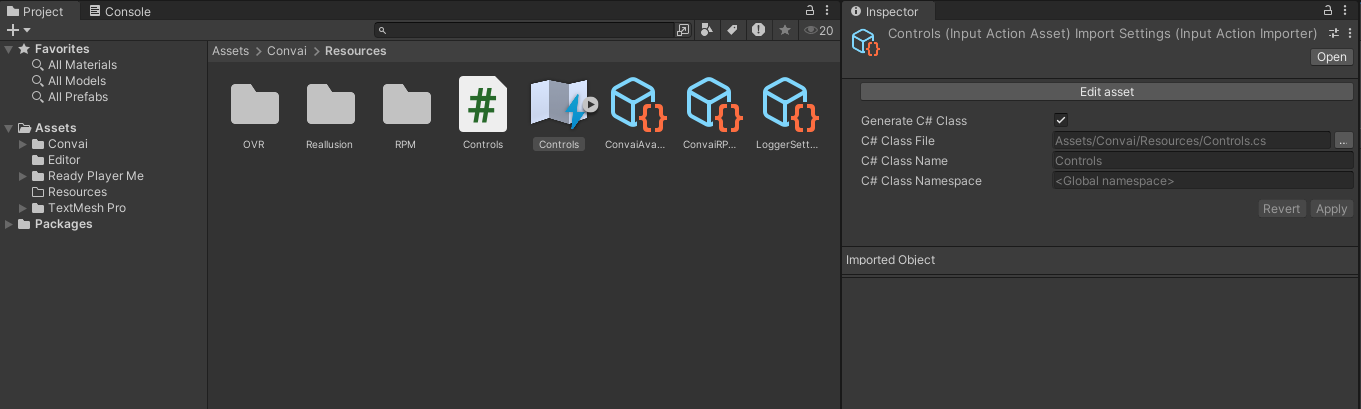 Project
Console
20
Favorites
All Materials
All Models
All Prefabs
Assets
Convai
Editor
Ready Player Me
Resources
TextMesh Pro
Packages
Assets > Convai > Resources
#
OVR
Reallusion
RPM
Controls
Controls
ConvaiAva...
ConvaiRP...
LoggerSett...
Inspector
Controls (Input Action Asset) Import Settings (Input Action Importer)
Open
Edit asset
Generate C# Class
C# Class File Assets/Convai/Resources/Controls.cs ...
C# Class Name Controls
C# Class Namespace <Global namespace>
Revert Apply
Imported Object